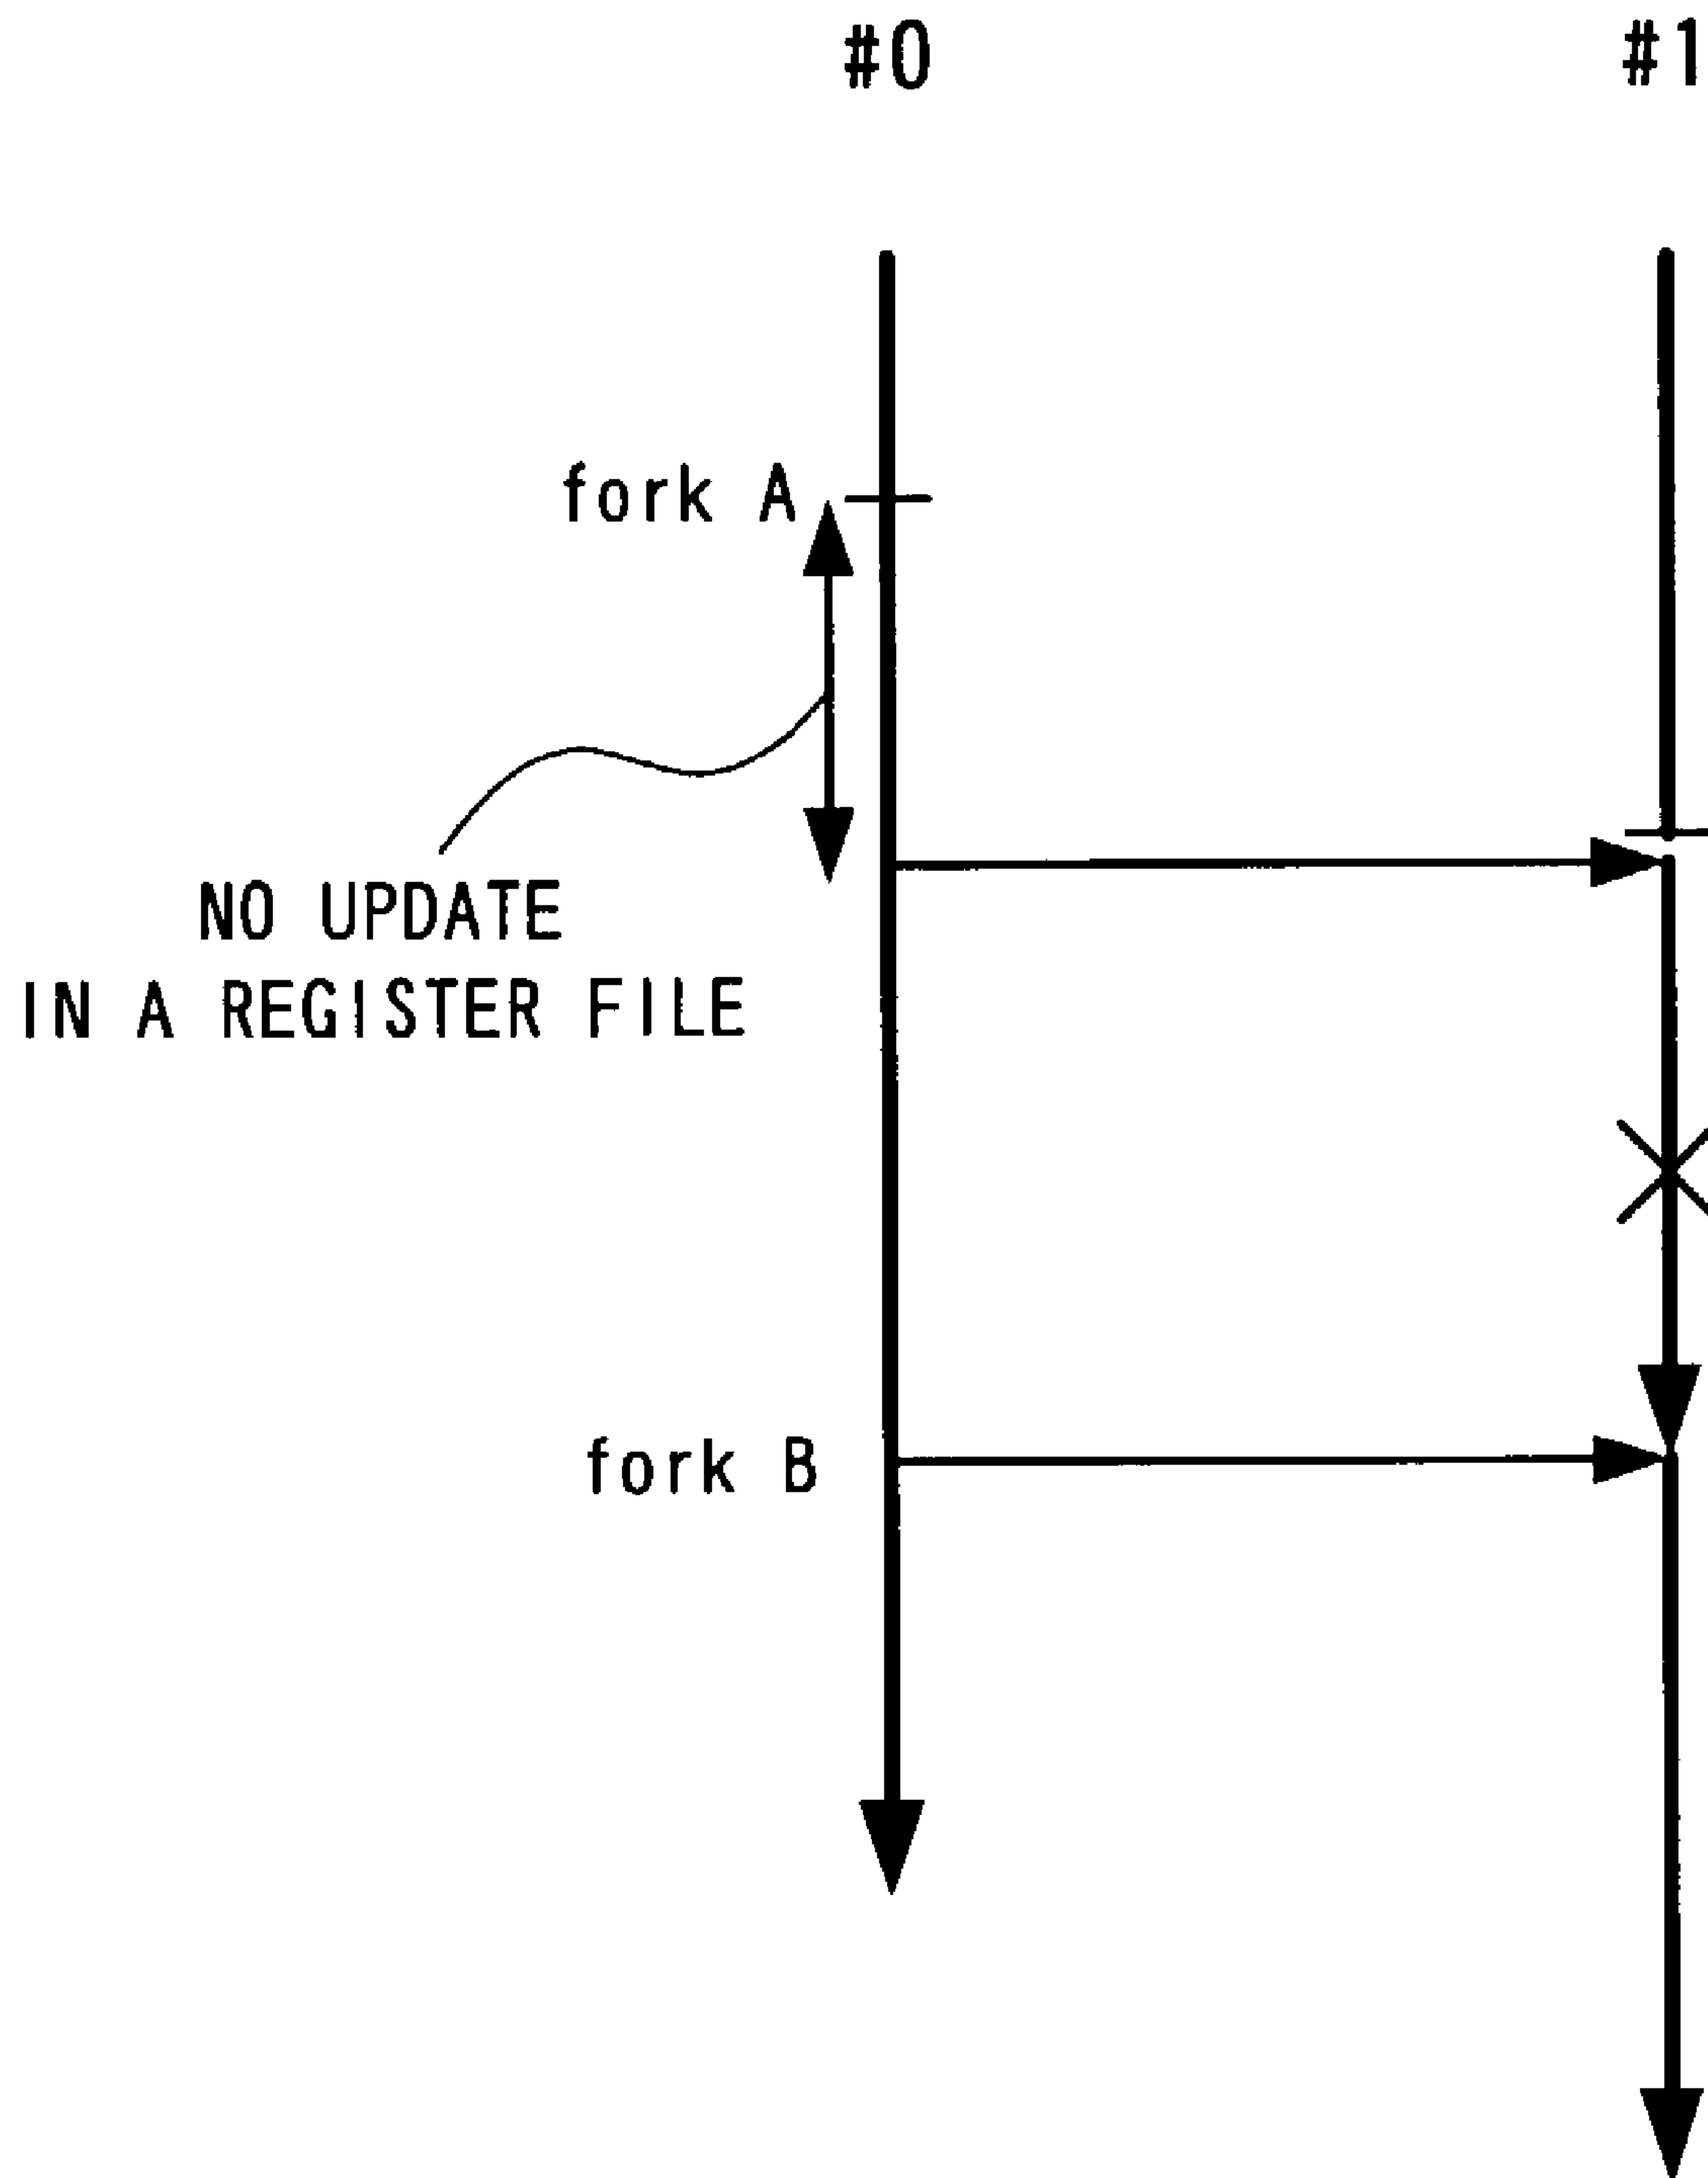 #0
#1
fork A
NO UPDATE
IN A REGISTER FILE
fork B